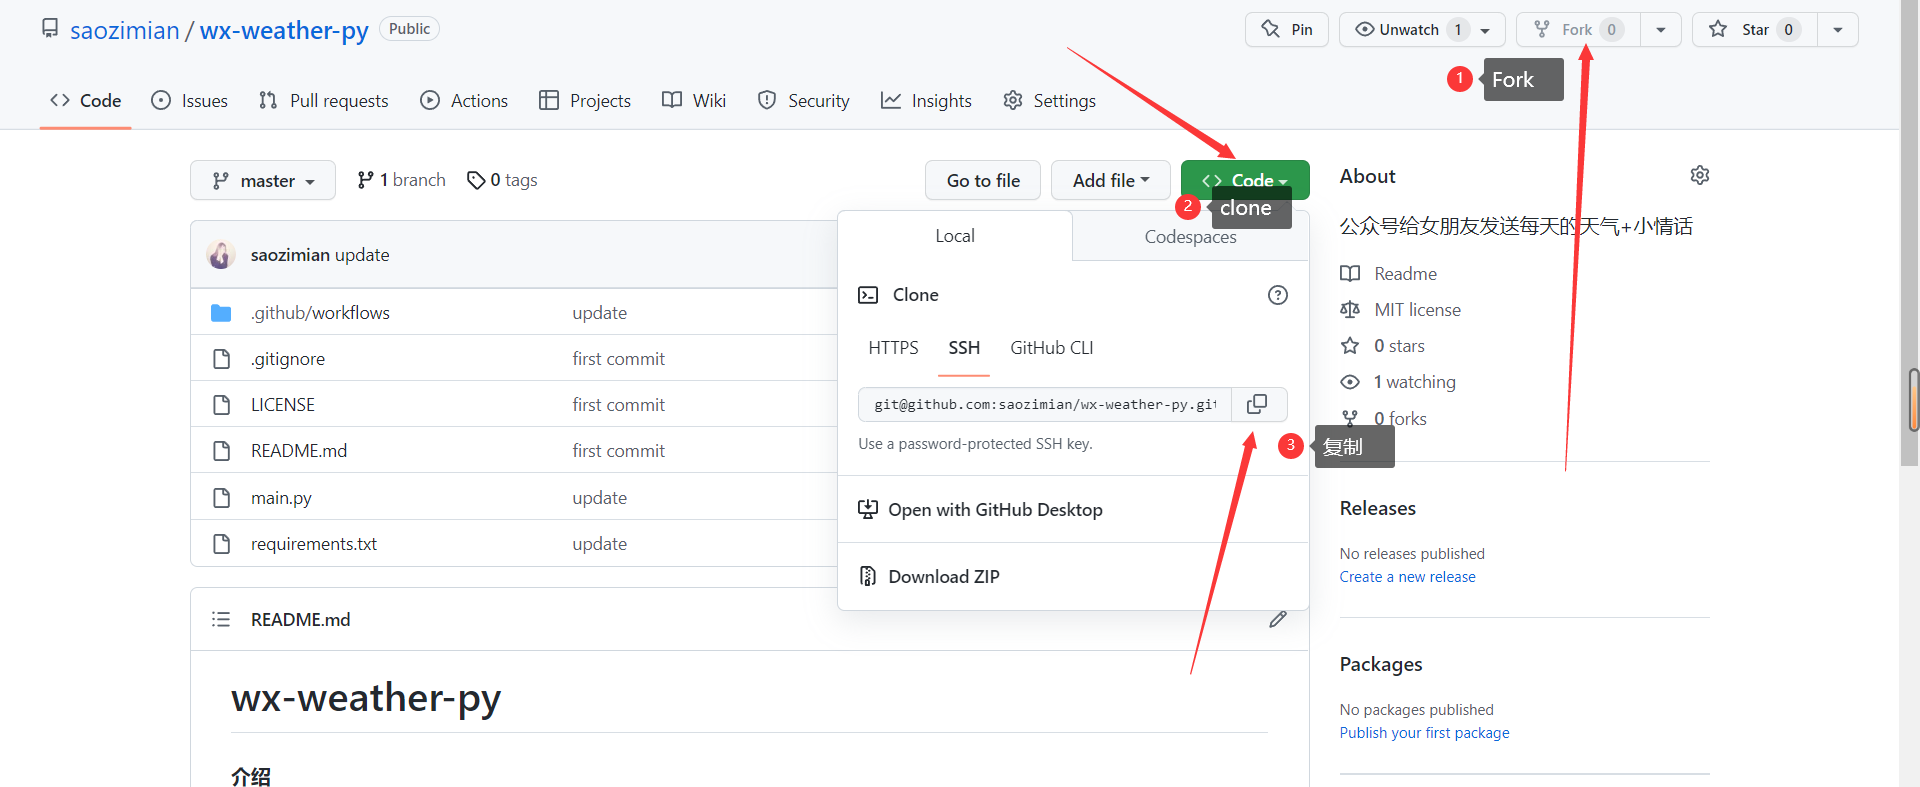 saozimian / wx-weather-py Public
Pin
Unwatch 1
Fork 0
Star 0
1 Fork
Code
Issues
Pull requests
Actions
Projects
Wiki
Security
Insights
Settings
master
1 branch
0 tags
Go to file
Add file
Code
2 clone
saozimian update
.github/workflows update
.gitignore first commit
LICENSE first commit
README.md first commit
main.py update
requirements.txt update
Local
Codespaces
Clone
HTTPS
SSH
GitHub CLI
git@github.com:saozimian/wx-weather-py.git
Use a password-protected SSH key.
3 复制
Open with GitHub Desktop
Download ZIP
README.md
wx-weather-py
介绍
About
公众号给女朋友发送每天的天气+小情话
Readme
MIT license
0 stars
1 watching
0 forks
Releases
No releases published
Create a new release
Packages
No packages published
Publish your first package